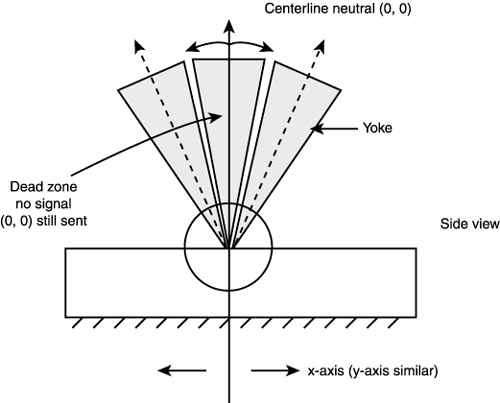 Centerline neutral (0, 0)
Yoke
Dead zone
no signal
(0, 0) still sent
Side view
x-axis (y-axis similar)